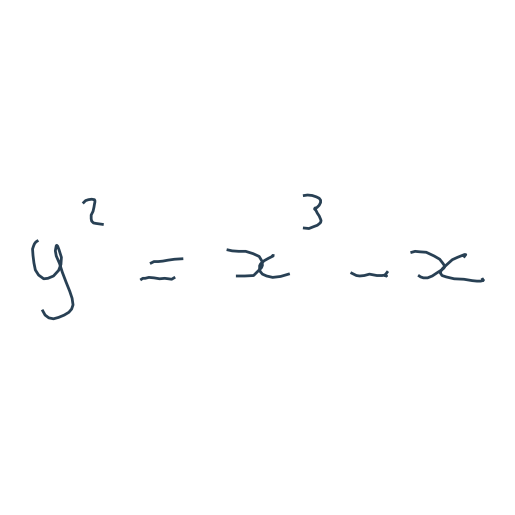 y² = x³ - x